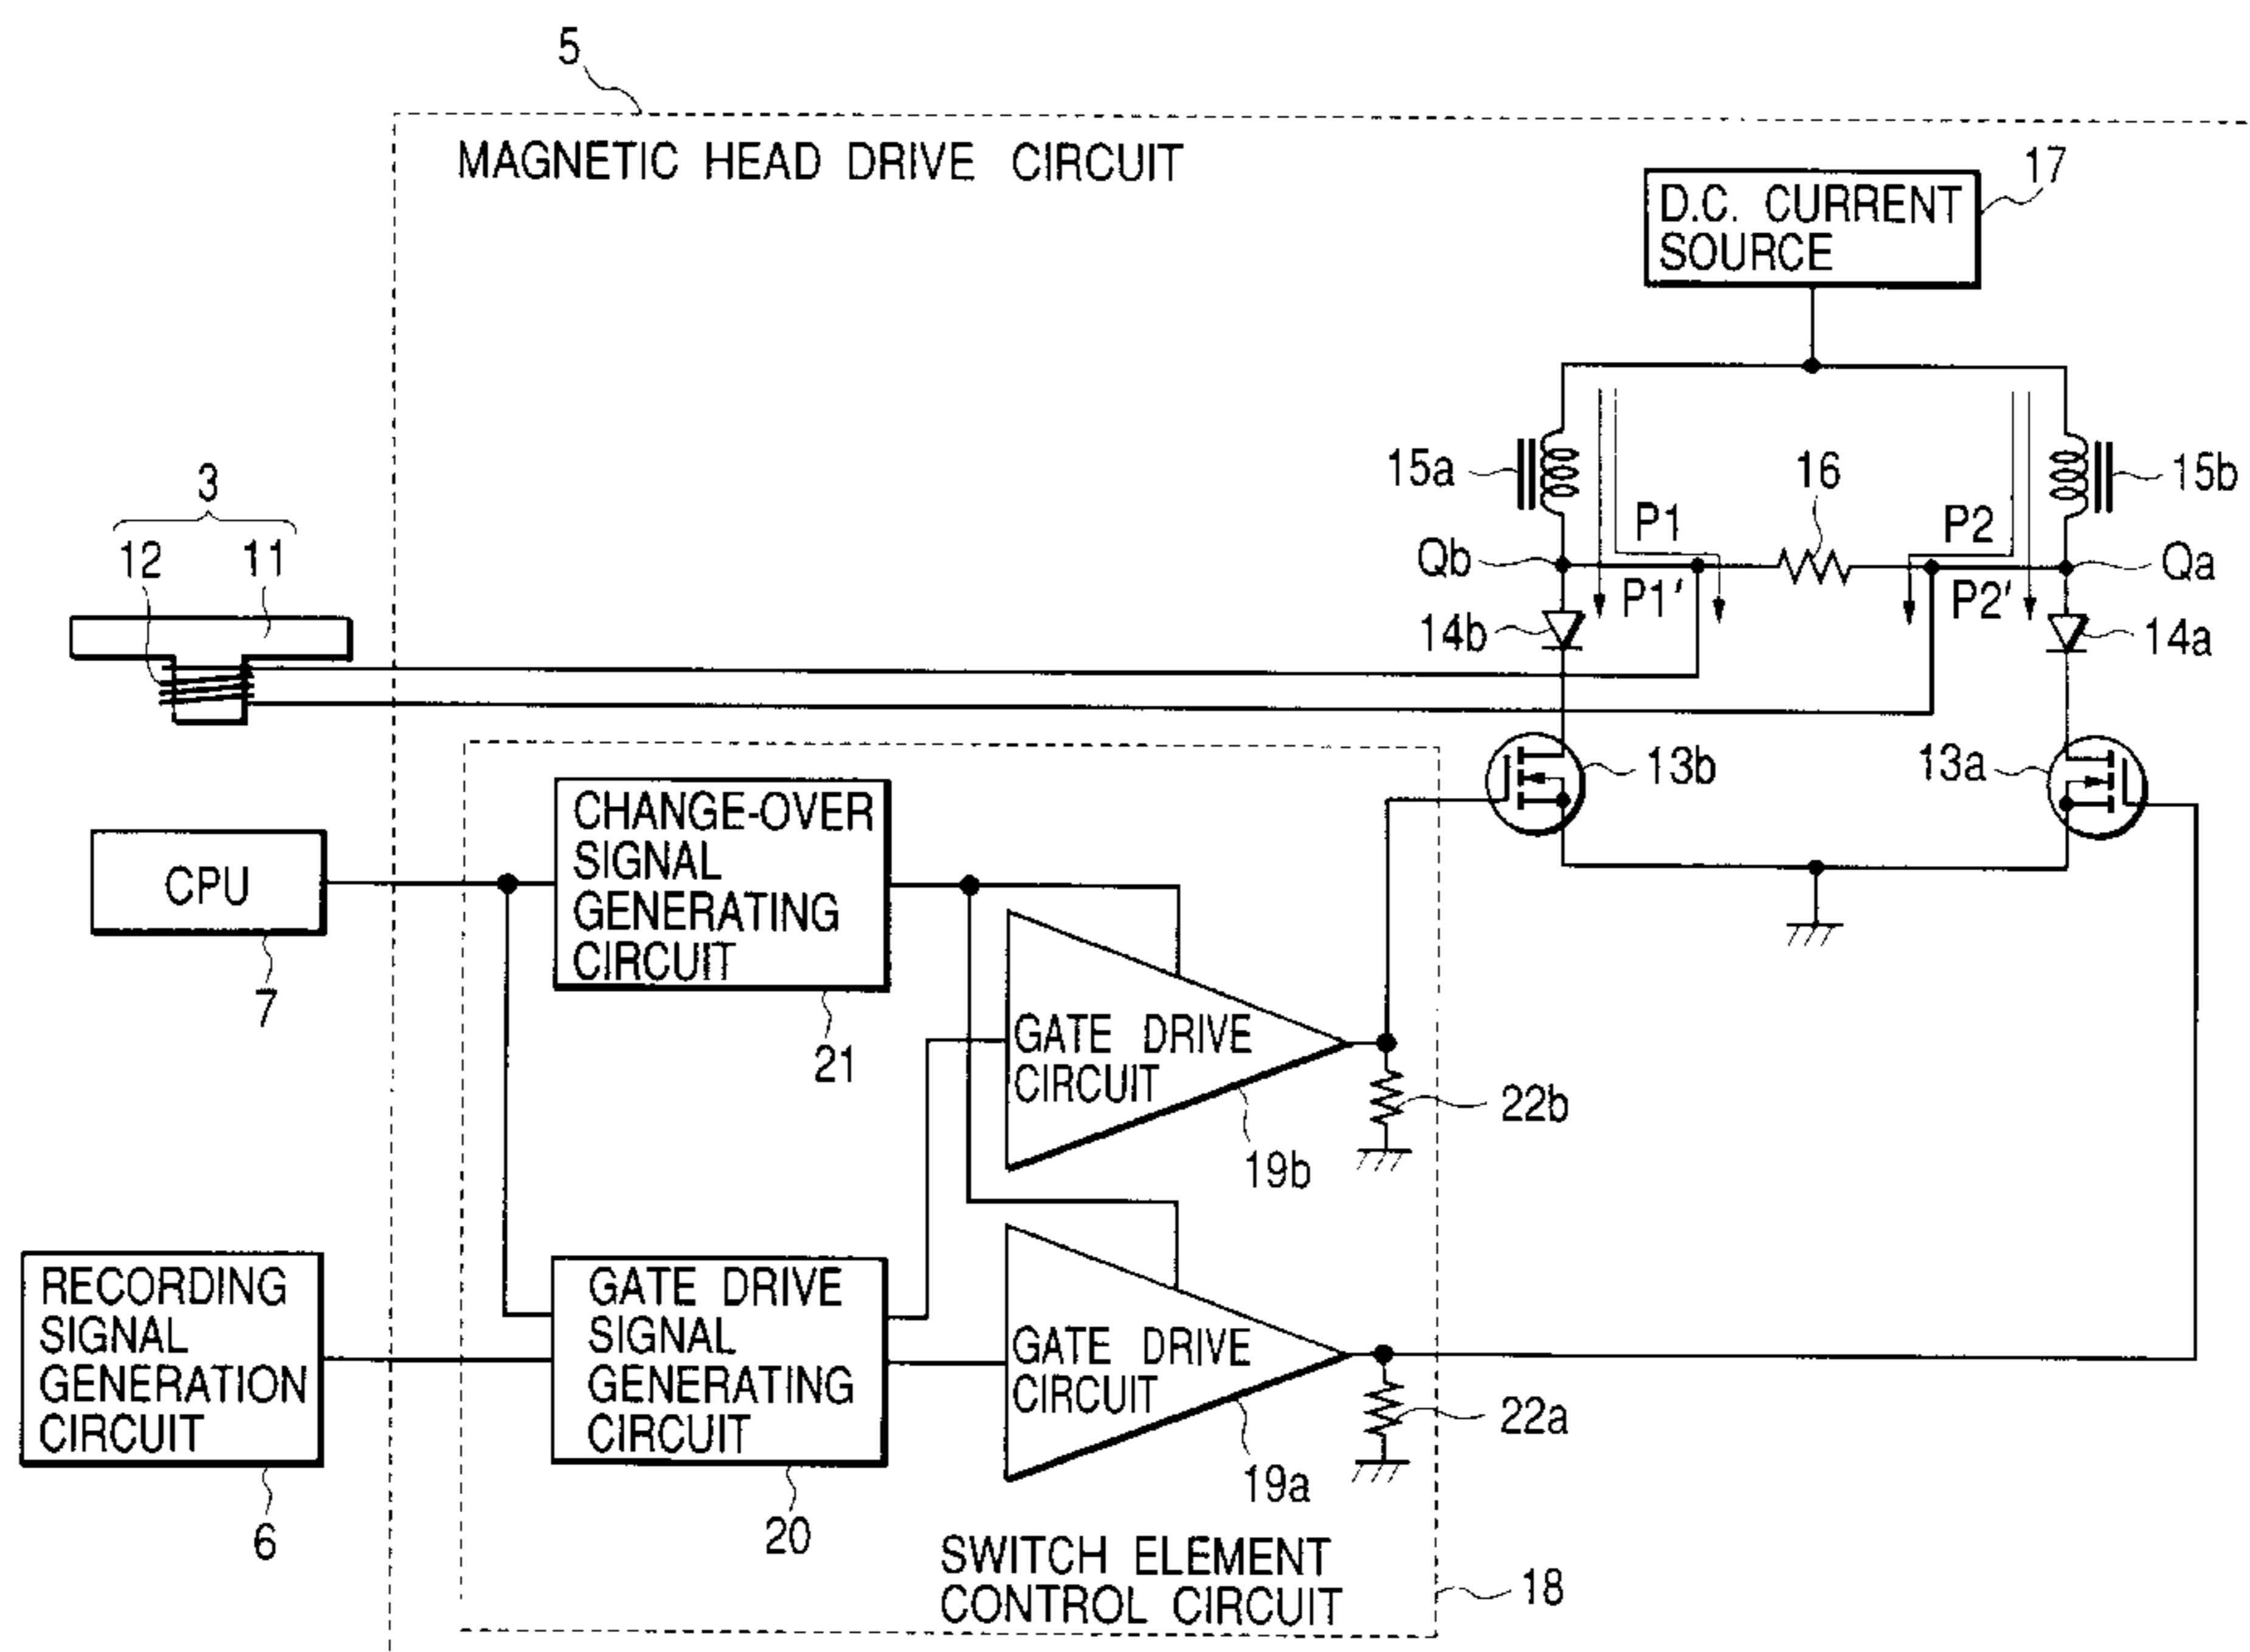 5
MAGNETIC HEAD DRIVE CIRCUIT
17
D.C. CURRENT
SOURCE
3
12
11
15a
16
15b
P1
P2
Qb
Qa
P1'
P2'
14b
14a
13b
13a
CHANGE-OVER
SIGNAL
GENERATING
CIRCUIT
CPU
7
21
GATE DRIVE
CIRCUIT
22b
19b
RECORDING
SIGNAL
GENERATION
CIRCUIT
GATE DRIVE
SIGNAL
GENERATING
CIRCUIT
GATE DRIVE
CIRCUIT
22a
19a
6
20
SWITCH ELEMENT
CONTROL CIRCUIT
18